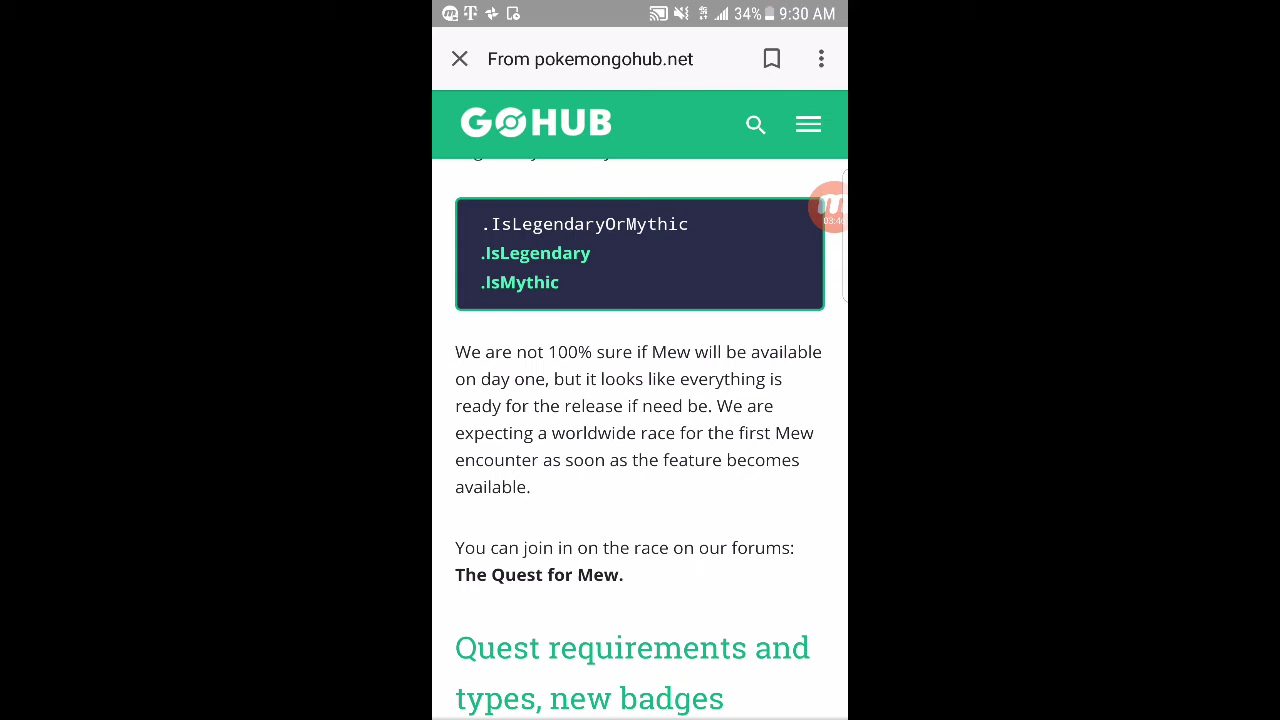 34% 9:30 AM
From pokemongohub.net
GOHUB
.IsLegendaryOrMythic
.IsLegendary
.IsMythic
We are not 100% sure if Mew will be available
on day one, but it looks like everything is
ready for the release if need be. We are
expecting a worldwide race for the first Mew
encounter as soon as the feature becomes
available.
You can join in on the race on our forums:
The Quest for Mew.
Quest requirements and
types, new badges